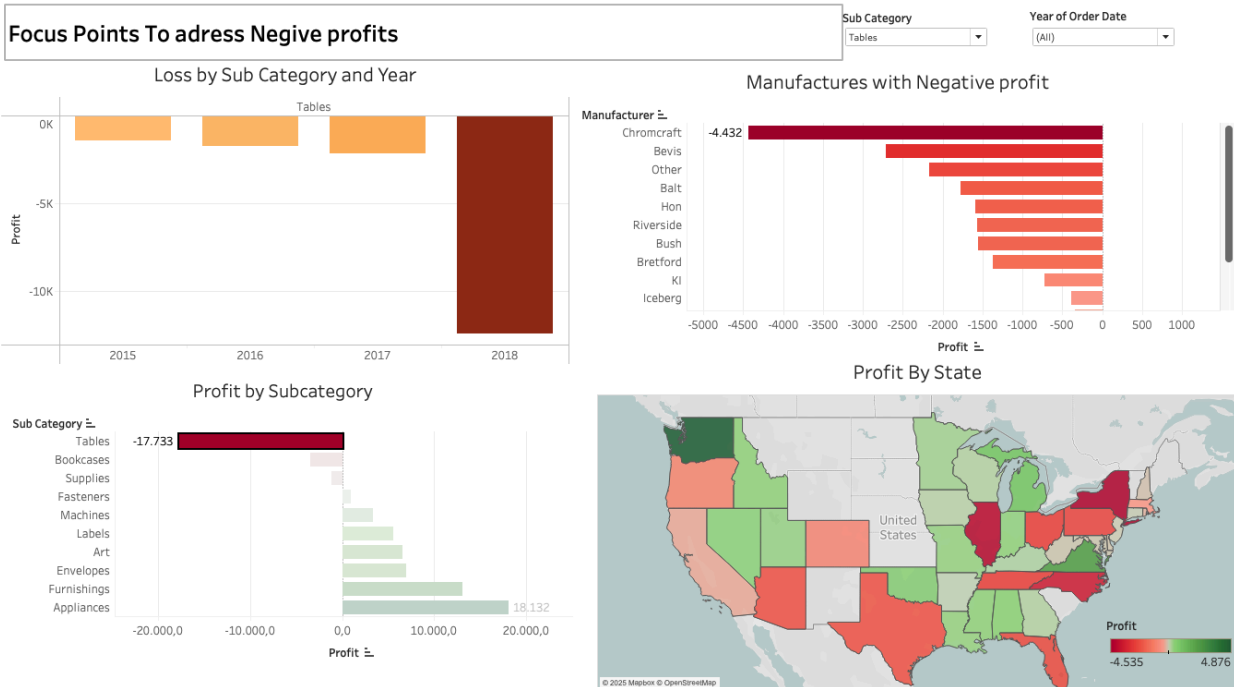 Focus Points To adress Negive profits
Sub Category
Tables
Year of Order Date
(All)
Loss by Sub Category and Year
Tables
0K
-5K
-10K
Profit
2015 2016 2017 2018
Manufactures with Negative profit
Manufacturer
Chromcraft -4.432
Bevis
Other
Balt
Hon
Riverside
Bush
Bretford
KI
Iceberg
-5000 -4500 -4000 -3500 -3000 -2500 -2000 -1500 -1000 -500 0 500 1000
Profit
Profit by Subcategory
Sub Category
Tables -17.733
Bookcases
Supplies
Fasteners
Machines
Labels
Art
Envelopes
Furnishings
Appliances 18.132
-20.000,0 -10.000,0 0,0 10.000,0 20.000,0
Profit
Profit By State
United
States
Profit
-4.535 4.876
© 2025 Mapbox © OpenStreetMap